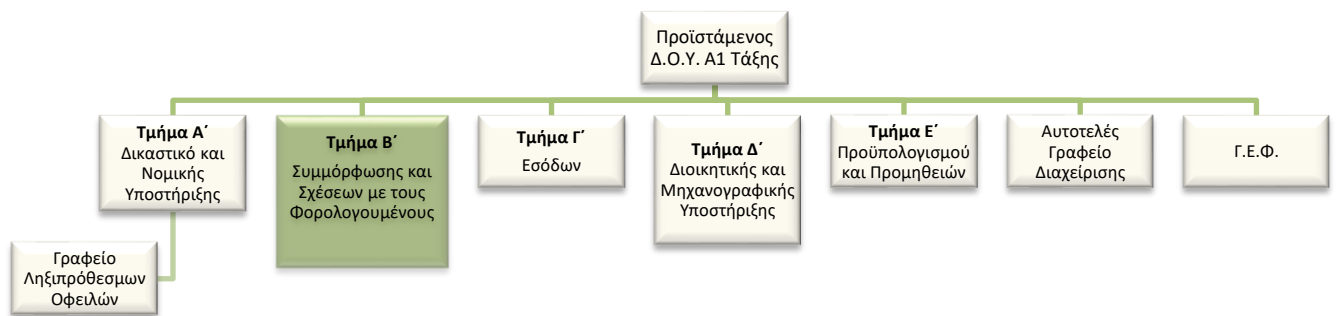 Προϊστάμενος
Δ.Ο.Υ. Α1 Τάξης
Τμήμα Α΄
Δικαστικό και
Νομικής
Υποστήριξης
Τμήμα Β΄
Συμμόρφωσης και
Σχέσεων με τους
Φορολογουμένους
Τμήμα Γ΄
Εσόδων
Τμήμα Δ΄
Διοικητικής και
Μηχανογραφικής
Υποστήριξης
Τμήμα Ε΄
Προϋπολογισμού
και Προμηθειών
Αυτοτελές
Γραφείο
Διαχείρισης
Γ.Ε.Φ.
Γραφείο
Ληξιπρόθεσμων
Οφειλών